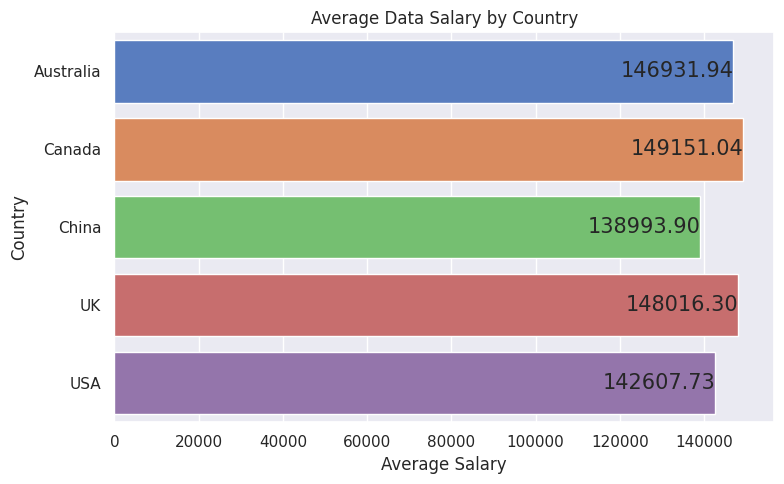 Average Data Salary by Country
Country
Australia 146931.94
Canada 149151.04
China 138993.90
UK 148016.30
USA 142607.73
0 20000 40000 60000 80000 100000 120000 140000
Average Salary